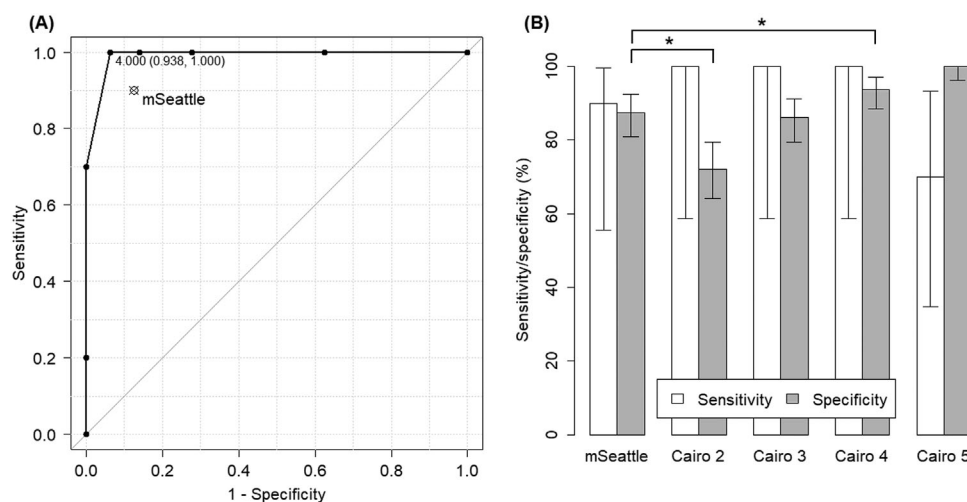 (A)
4.000 (0.938, 1.000)
mSeattle
Sensitivity
1.0
0.8
0.6
0.4
0.2
0.0
0.0 0.2 0.4 0.6 0.8 1.0
1 - Specificity
(B)
*
*
Sensitivity/specificity (%)
100
80
60
40
20
0
Sensitivity Specificity
mSeattle Cairo 2 Cairo 3 Cairo 4 Cairo 5